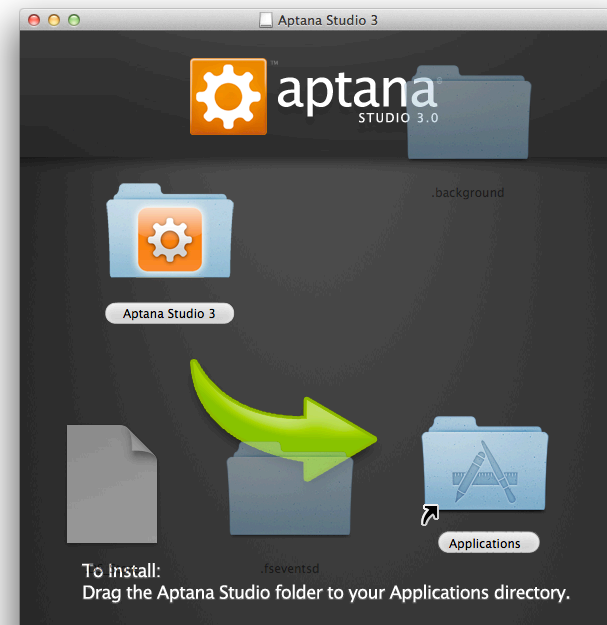 Aptana Studio 3
aptana
STUDIO 3.0
.background
Aptana Studio 3
Applications
.fseventsd
To Install:
Drag the Aptana Studio folder to your Applications directory.